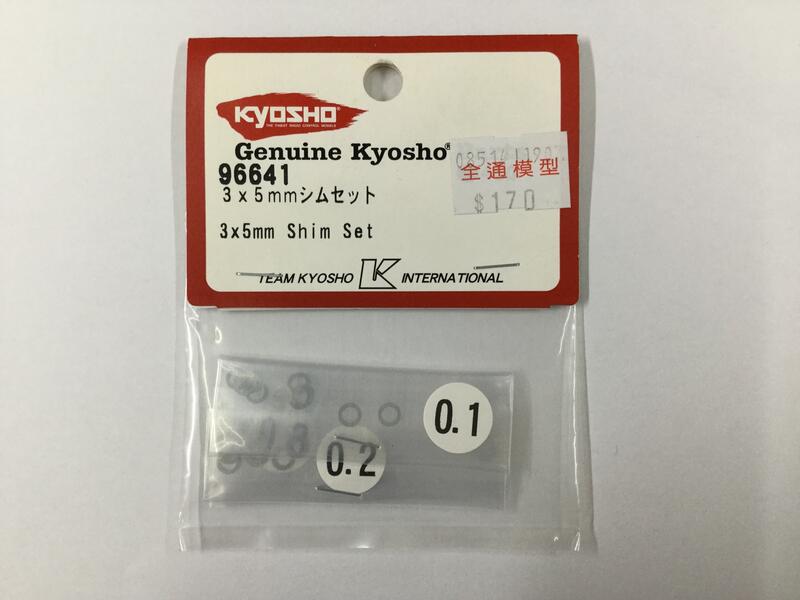 KYOSHO
THE FINEST RADIO CONTROL MODELS
Genuine Kyosho®
96641
3x5mmシムセット
3x5mm Shim Set
全通模型
$170
TEAM KYOSHO K INTERNATIONAL
0.1
0.2